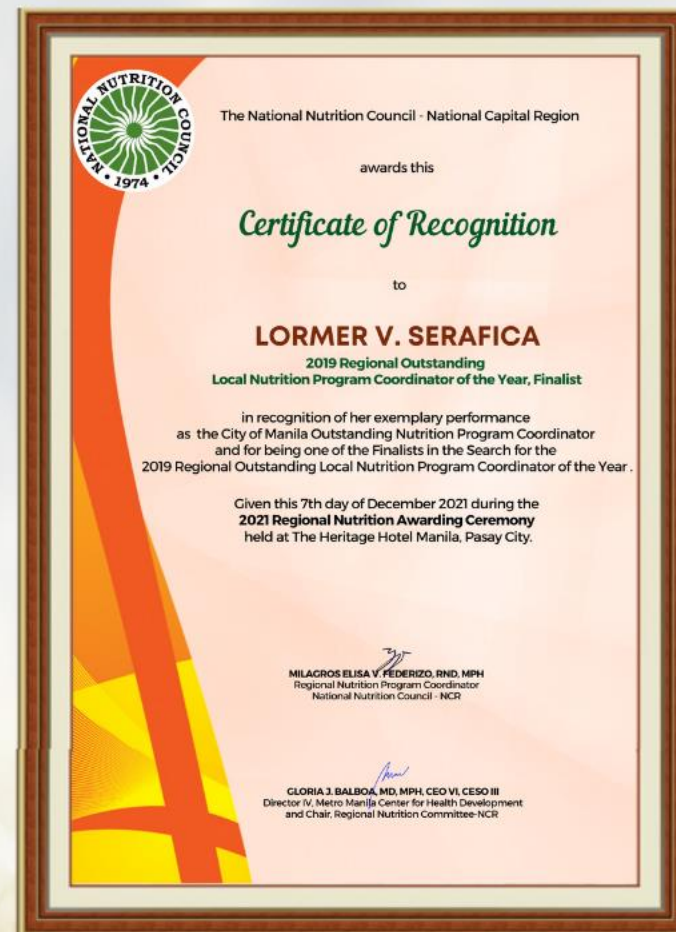 NATIONAL NUTRITION COUNCIL
• 1974 •
The National Nutrition Council - National Capital Region
awards this
Certificate of Recognition
to
LORMER V. SERAFICA
2019 Regional Outstanding
Local Nutrition Program Coordinator of the Year, Finalist
in recognition of her exemplary performance
as the City of Manila Outstanding Nutrition Program Coordinator
and for being one of the Finalists in the Search for the
2019 Regional Outstanding Local Nutrition Program Coordinator of the Year .
Given this 7th day of December 2021 during the
2021 Regional Nutrition Awarding Ceremony
held at The Heritage Hotel Manila, Pasay City.
MILAGROS ELISA V. FEDERIZO, RND, MPH
Regional Nutrition Program Coordinator
National Nutrition Council - NCR
GLORIA J. BALBOA, MD, MPH, CEO VI, CESO III
Director IV, Metro Manila Center for Health Development
and Chair, Regional Nutrition Committee-NCR